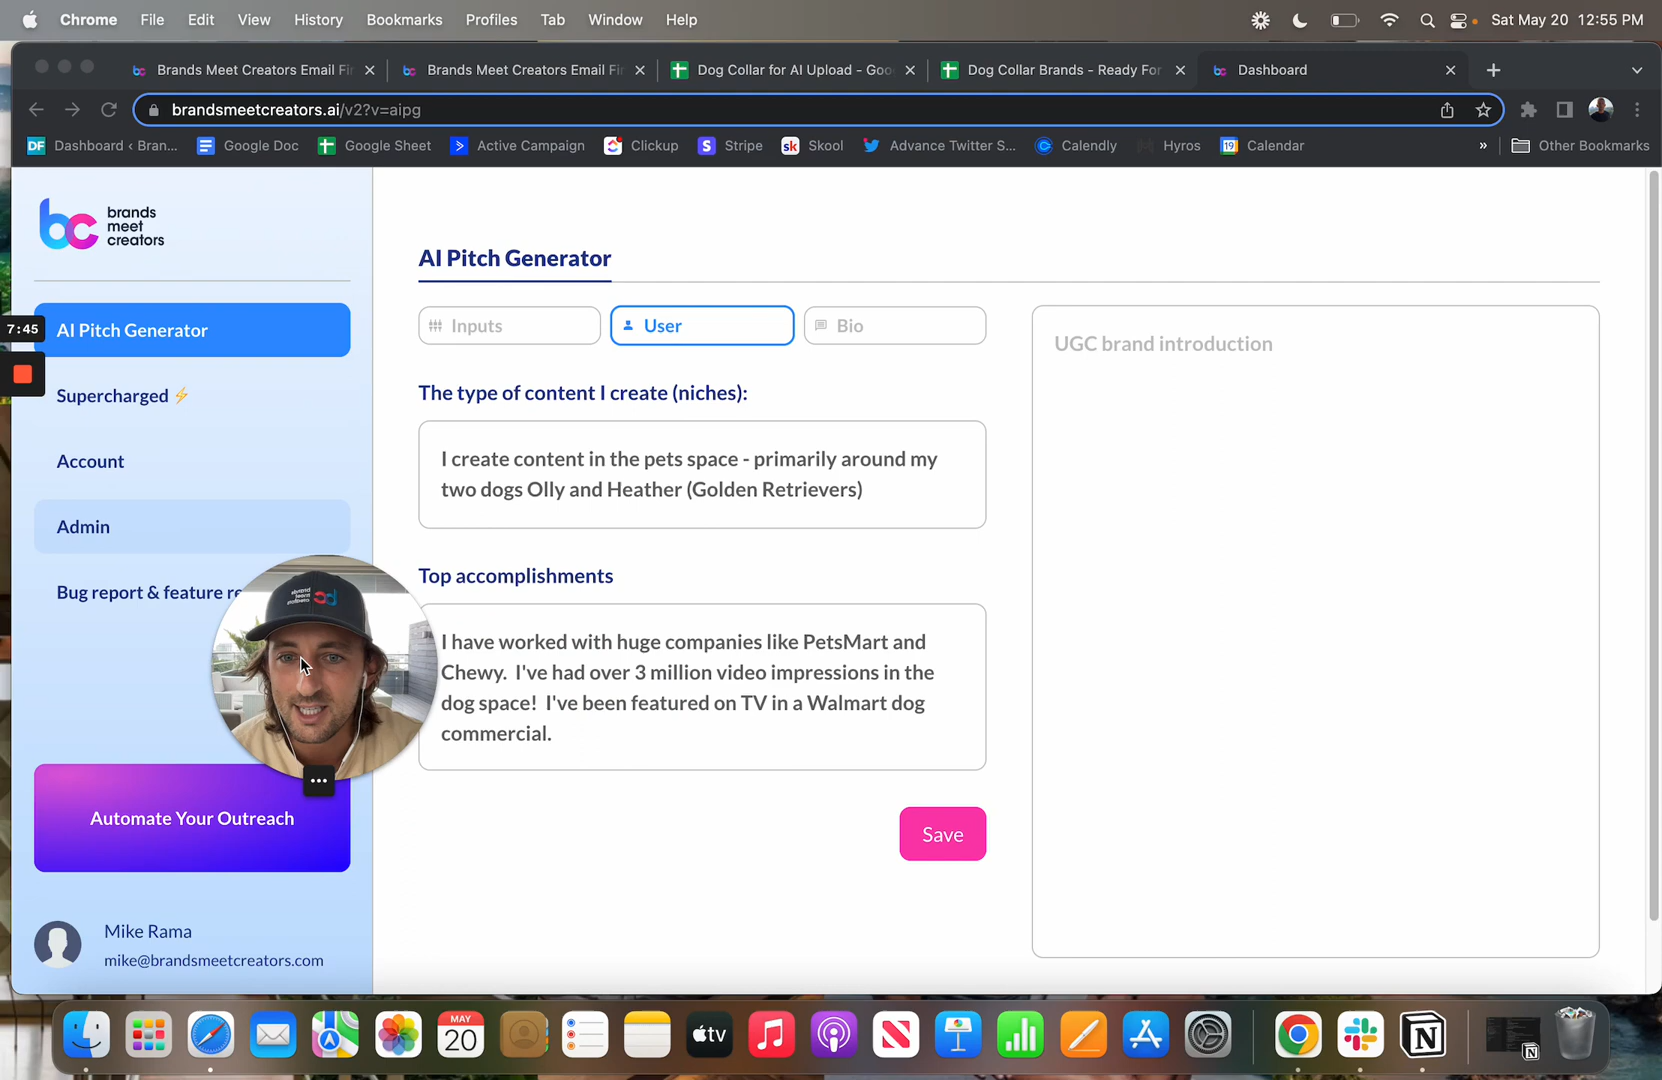 Chrome File Edit View History Bookmarks Profiles Tab Window Help Sat May 20 12:55 PM
Brands Meet Creators Email Fir Brands Meet Creators Email Fir Dog Collar for AI Upload - Goo Dog Collar Brands - Ready For Dashboard
brandsmeetcreators.ai/v2?v=aipg
DF Dashboard ‹ Bran... Google Doc Google Sheet Active Campaign Clickup S Stripe sk Skool Advance Twitter S... Calendly Hyros 19 Calendar » Other Bookmarks
bc brands
meet
creators
AI Pitch Generator
Supercharged ⚡
Account
Admin
Bug report & feature re
Automate Your Outreach
Mike Rama
mike@brandsmeetcreators.com
7:45
AI Pitch Generator
Inputs User Bio
The type of content I create (niches):
I create content in the pets space - primarily around my
two dogs Olly and Heather (Golden Retrievers)
Top accomplishments
I have worked with huge companies like PetsMart and
Chewy. I've had over 3 million video impressions in the
dog space! I've been featured on TV in a Walmart dog
commercial.
Save
UGC brand introduction
MAY
20
tv